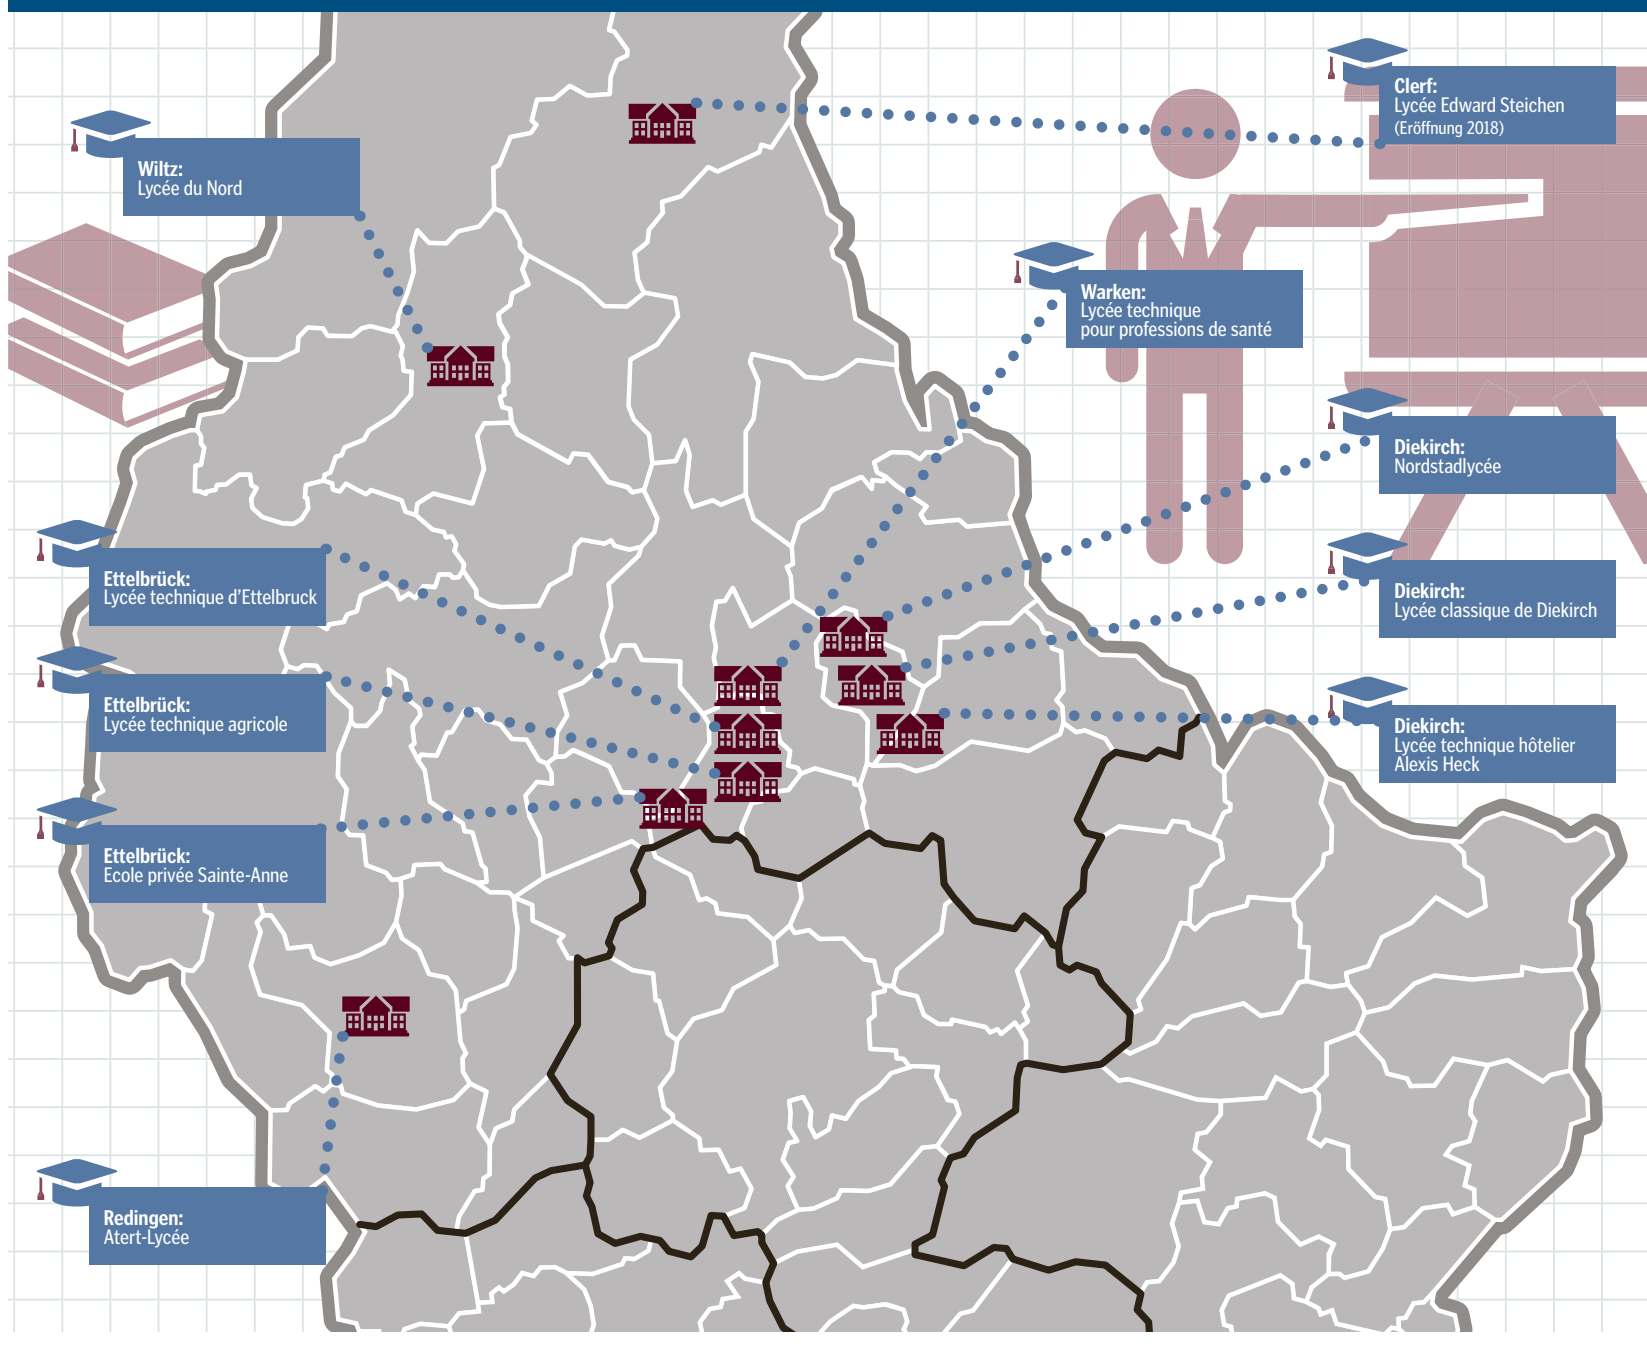 Clerf:
Lycée Edward Steichen
(Eröffnung 2018)
Wiltz:
Lycée du Nord
Warken:
Lycée technique
pour professions de santé
Diekirch:
Nordstadlycée
Ettelbrück:
Lycée technique d'Ettelbruck
Diekirch:
Lycée classique de Diekirch
Ettelbrück:
Lycée technique agricole
Diekirch:
Lycée technique hôtelier
Alexis Heck
Ettelbrück:
Ecole privée Sainte-Anne
Redingen:
Atert-Lycée